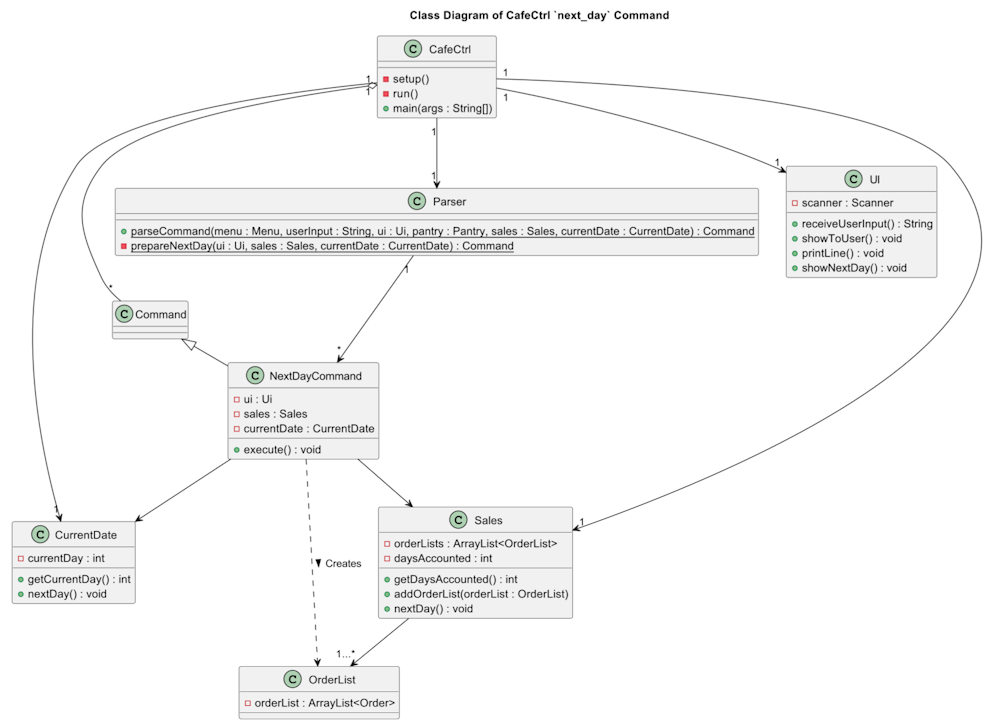 Class Diagram of CafeCtrl `next_day` Command
C CafeCtrl
setup()
run()
main(args : String[])
1
1
1
1
1
1
1
C Parser
parseCommand(menu : Menu, userInput : String, ui : Ui, pantry : Pantry, sales : Sales, currentDate : CurrentDate) : Command
prepareNextDay(ui : Ui, sales : Sales, currentDate : CurrentDate) : Command
C UI
scanner : Scanner
receiveUserInput() : String
showToUser() : void
printLine() : void
showNextDay() : void
1
*
C Command
*
C NextDayCommand
ui : Ui
sales : Sales
currentDate : CurrentDate
execute() : void
1
1
C CurrentDate
currentDay : int
getCurrentDay() : int
nextDay() : void
Creates
C Sales
orderLists : ArrayList<OrderList>
daysAccounted : int
getDaysAccounted() : int
addOrderList(orderList : OrderList)
nextDay() : void
1...*
C OrderList
orderList : ArrayList<Order>